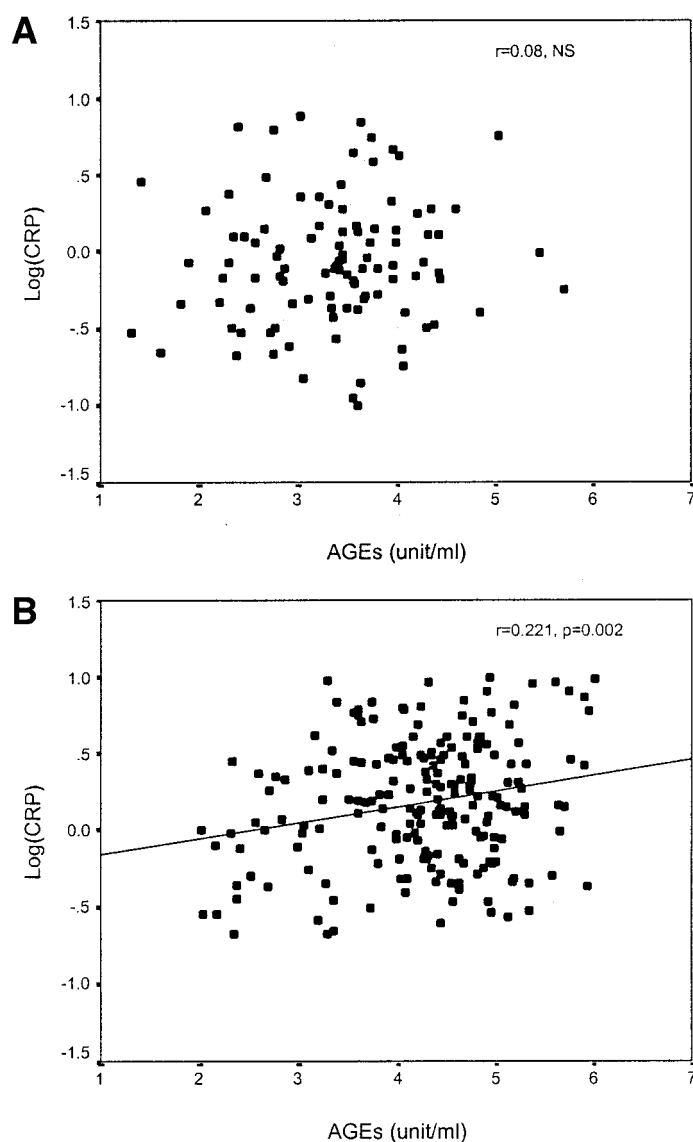 A
1.5
r=0.08, NS
1.0
.5
0.0
-.5
-1.0
-1.5
Log(CRP)
1 2 3 4 5 6 7
AGEs (unit/ml)
B
1.5
r=0.221, p=0.002
1.0
.5
0.0
-.5
-1.0
-1.5
Log(CRP)
1 2 3 4 5 6 7
AGEs (unit/ml)